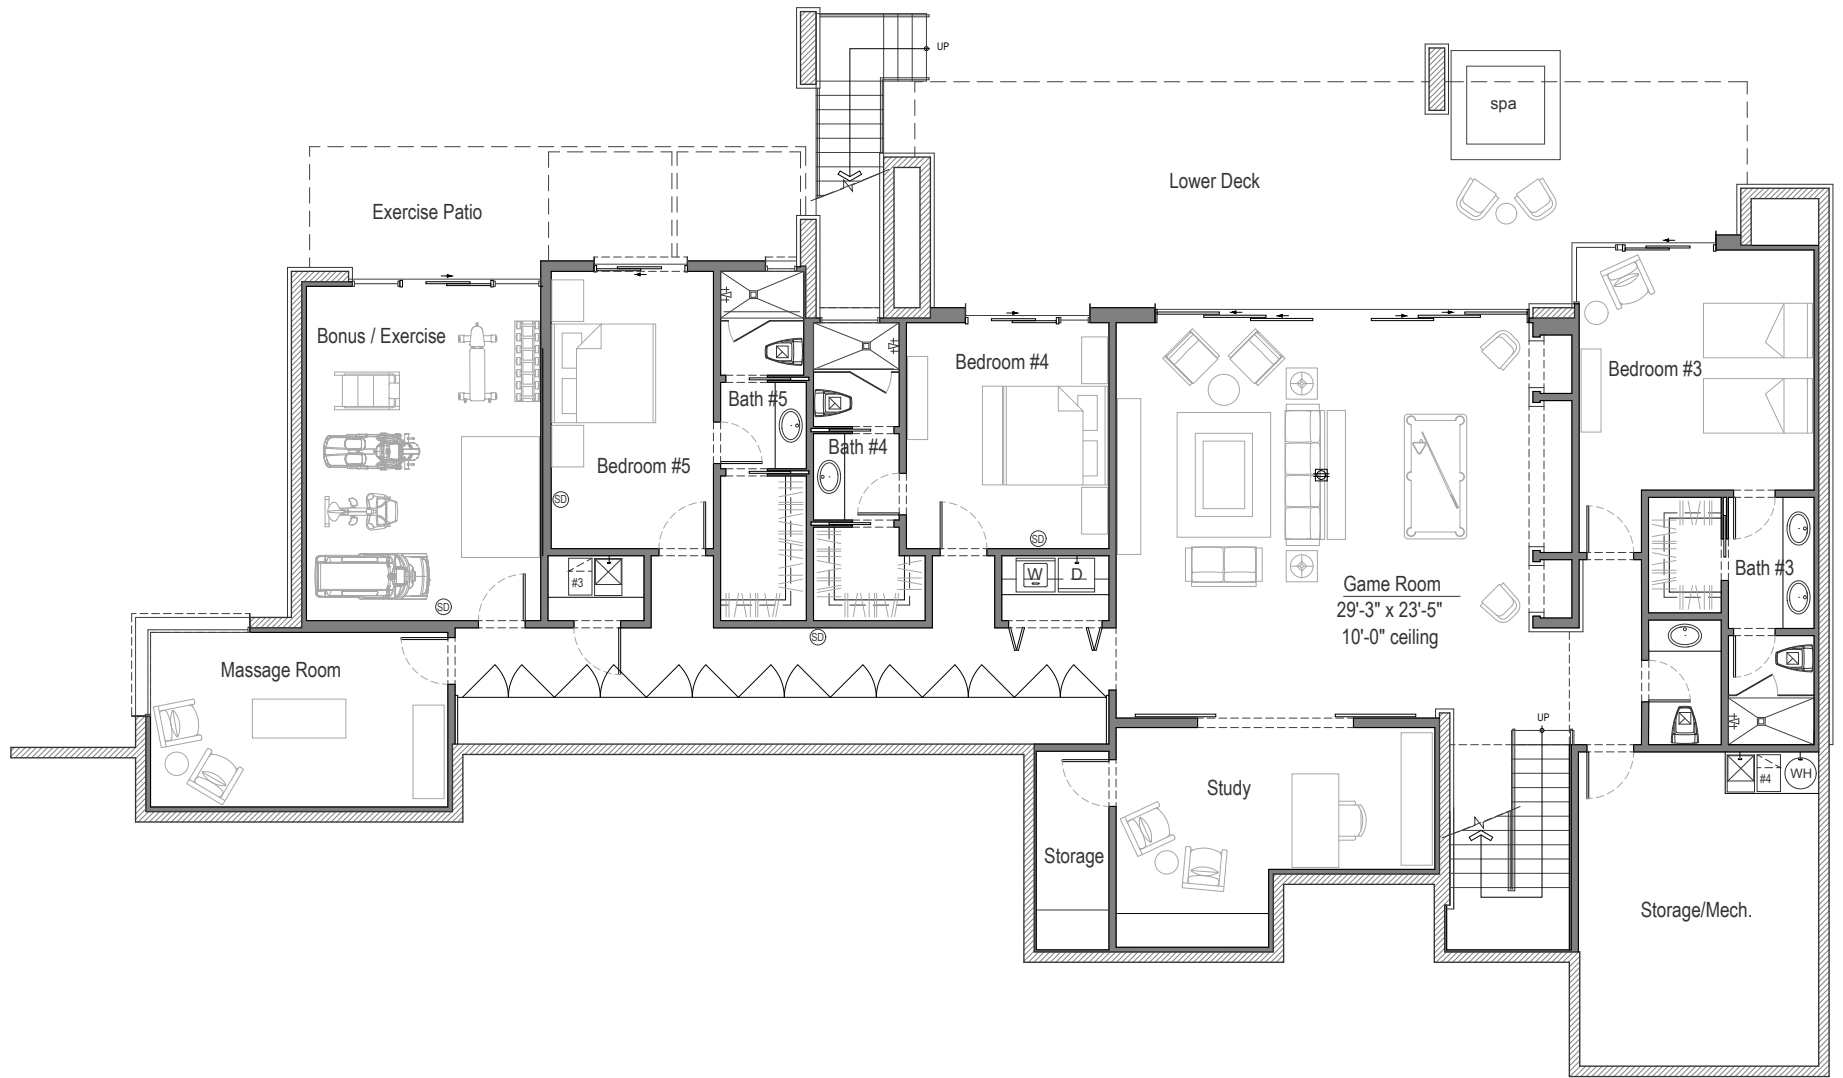 UP
spa
Lower Deck
Exercise Patio
Bonus / Exercise
Bedroom #4
Bedroom #3
Bath #5
Bath #4
Bedroom #5
SD
SD
W
D
#3
Bath #3
Game Room
29'-3" x 23'-5"
10'-0" ceiling
SD
SD
Massage Room
UP
#4
WH
Study
Storage
Storage/Mech.